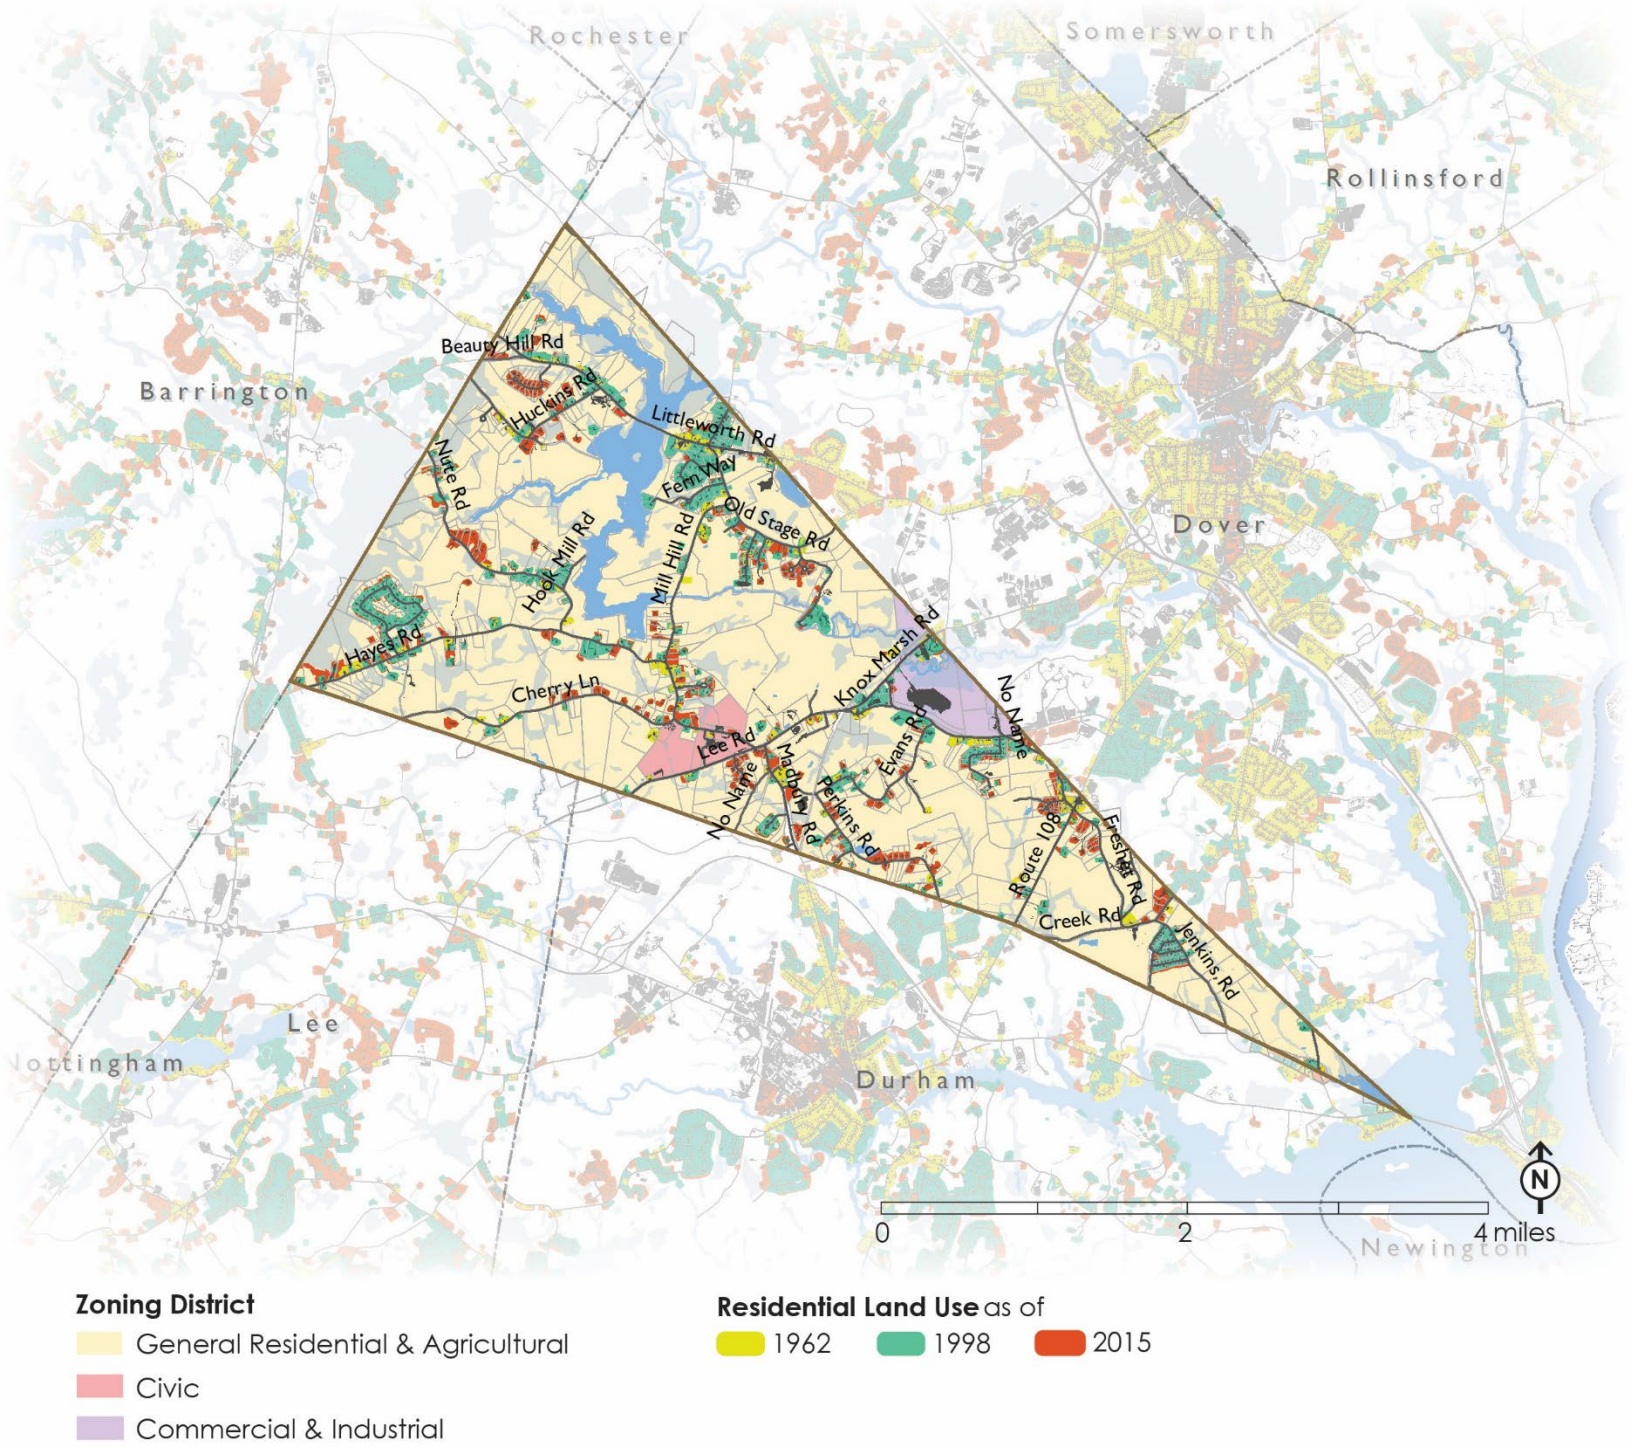 Rochester
Somersworth
Rollinsford
Beauty Hill Rd
Barrington
Huckins Rd
Littleworth Rd
Nute Rd
Fern Way
Old Stage Rd
Dover
Hook Mill Rd
Mill Hill Rd
Hayes Rd
Knox Marsh Rd
Cherry Ln
No Name
Lee Rd
Evans Rd
Madbury Rd
No Name
Perkins Rd
Route 108
Freshet Rd
Creek Rd
Jenkins Rd
Lee
Nottingham
Durham
N
0 2 4 miles
Newington
Zoning District
General Residential & Agricultural
Civic
Commercial & Industrial
Residential Land Use as of
1962 1998 2015